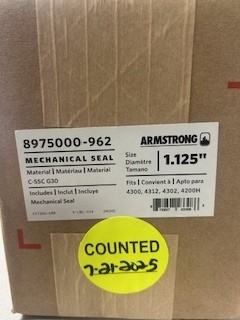 8975000-962
MECHANICAL SEAL
Material | Matériau | Material
C-SSC G30
Includes | Inclut | Incluye
Mechanical Seal
ARMSTRONG
Size
Diamètre
Tamano
1.125"
Fits | Convient à | Apto para
4300, 4312, 4302, 4200H
COUNTED
7-21-2025